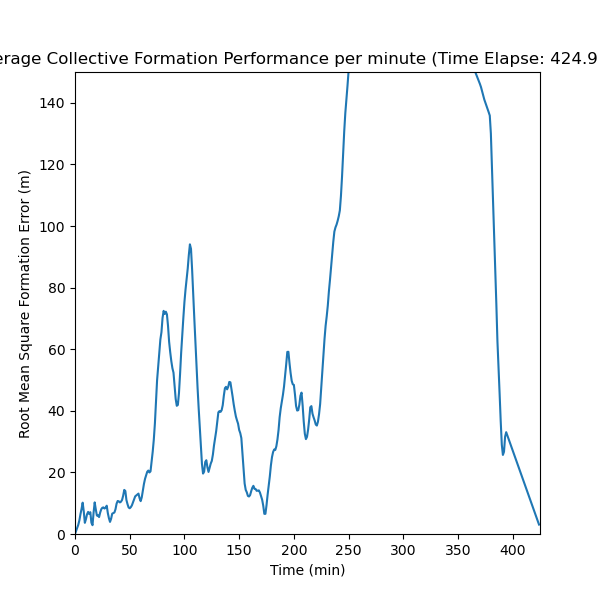 erage Collective Formation Performance per minute (Time Elapse: 424.9
Root Mean Square Formation Error (m)
140
120
100
80
60
40
20
0
0 50 100 150 200 250 300 350 400
Time (min)